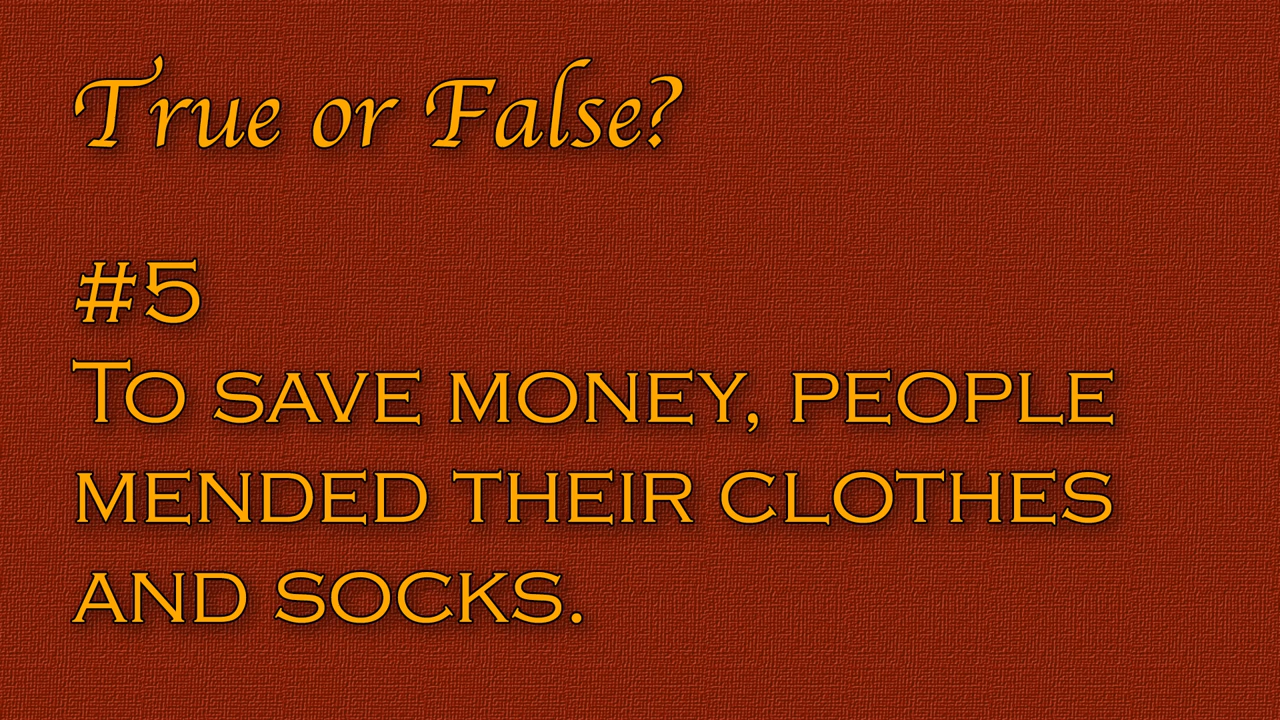 True or False?
#5
To save money, people
mended their clothes
and socks.